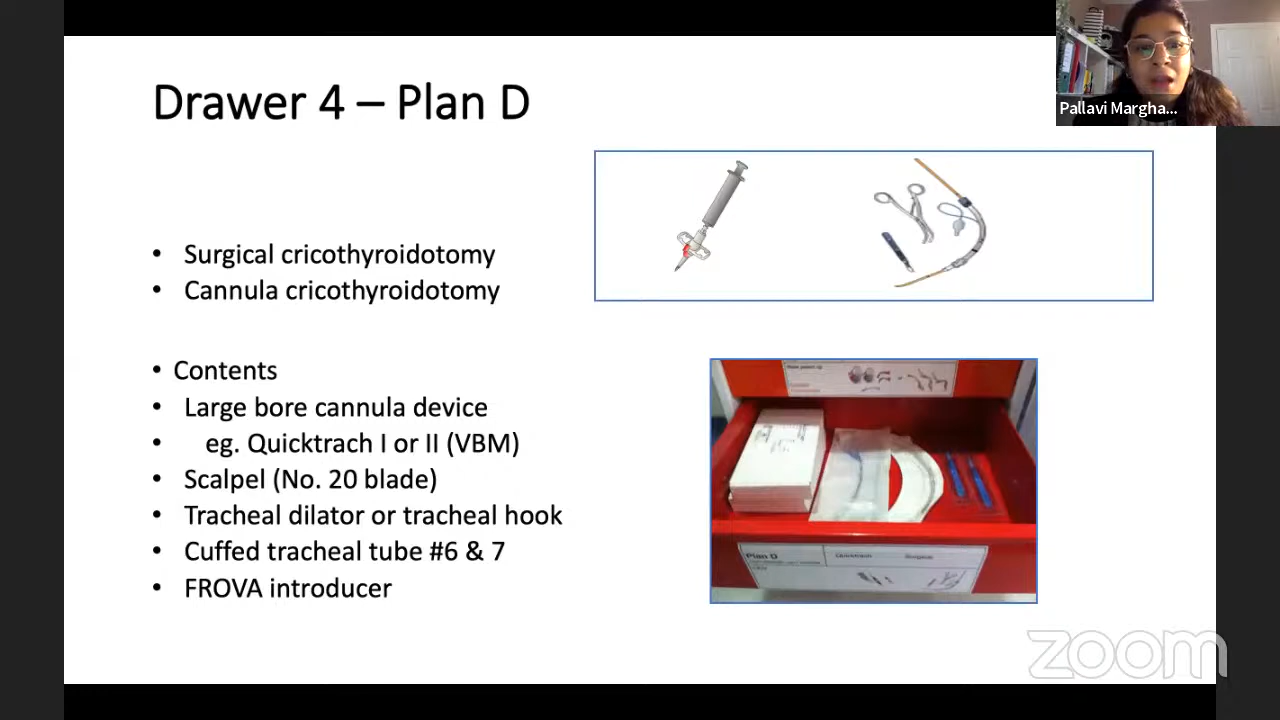 Drawer 4 – Plan D
Pallavi Margha...
• Surgical cricothyroidotomy
• Cannula cricothyroidotomy
• Contents
• Large bore cannula device
• eg. Quicktrach I or II (VBM)
• Scalpel (No. 20 blade)
• Tracheal dilator or tracheal hook
• Cuffed tracheal tube #6 & 7
• FROVA introducer
Plan D
Quicktrach
Surgical
zoom